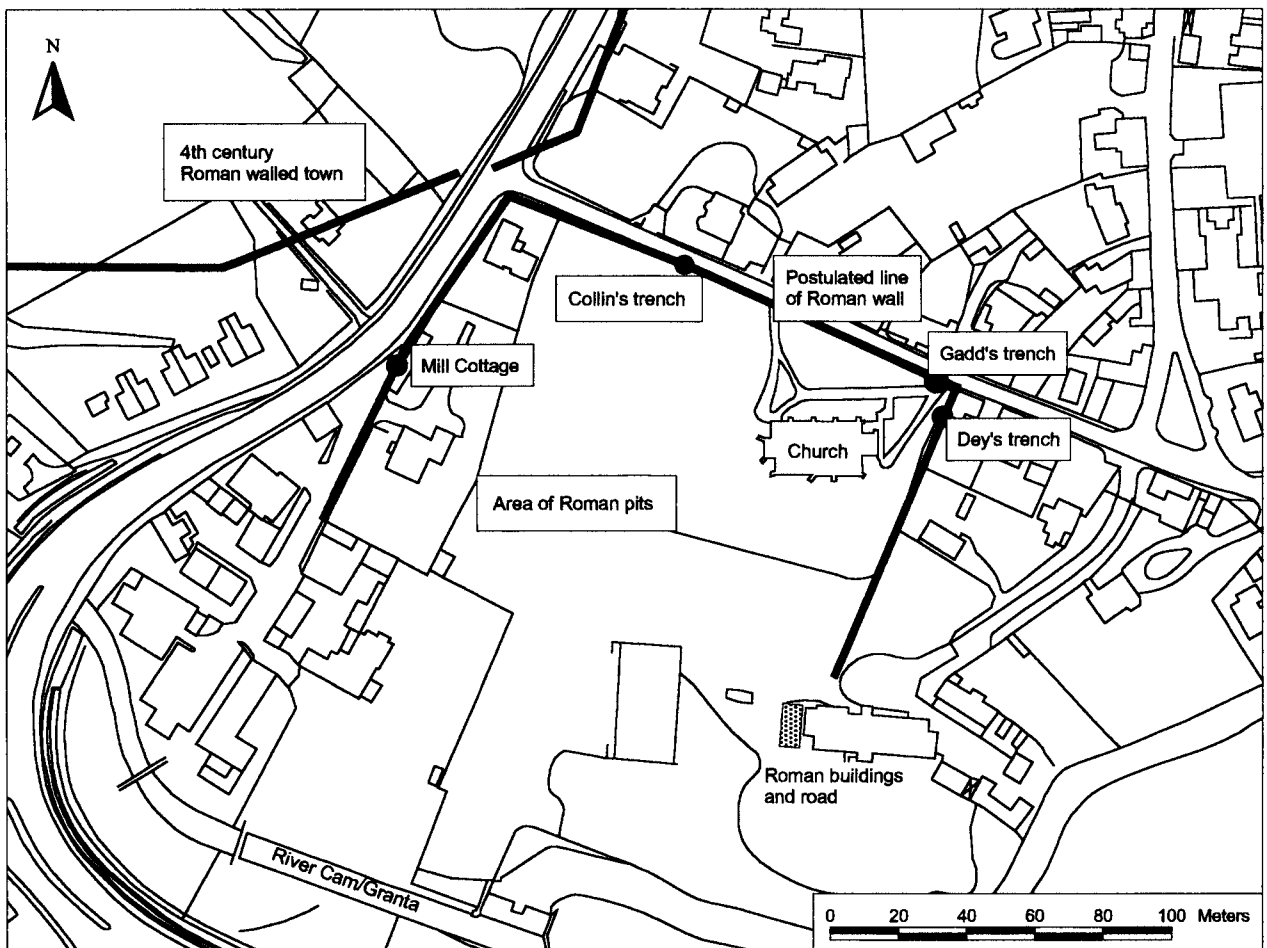 N
4th century
Roman walled town
Collin's trench
Postulated line
of Roman wall
Gadd's trench
Mill Cottage
Dey's trench
Church
Area of Roman pits
Roman buildings
and road
River Cam/Granta
0 20 40 60 80 100 Meters